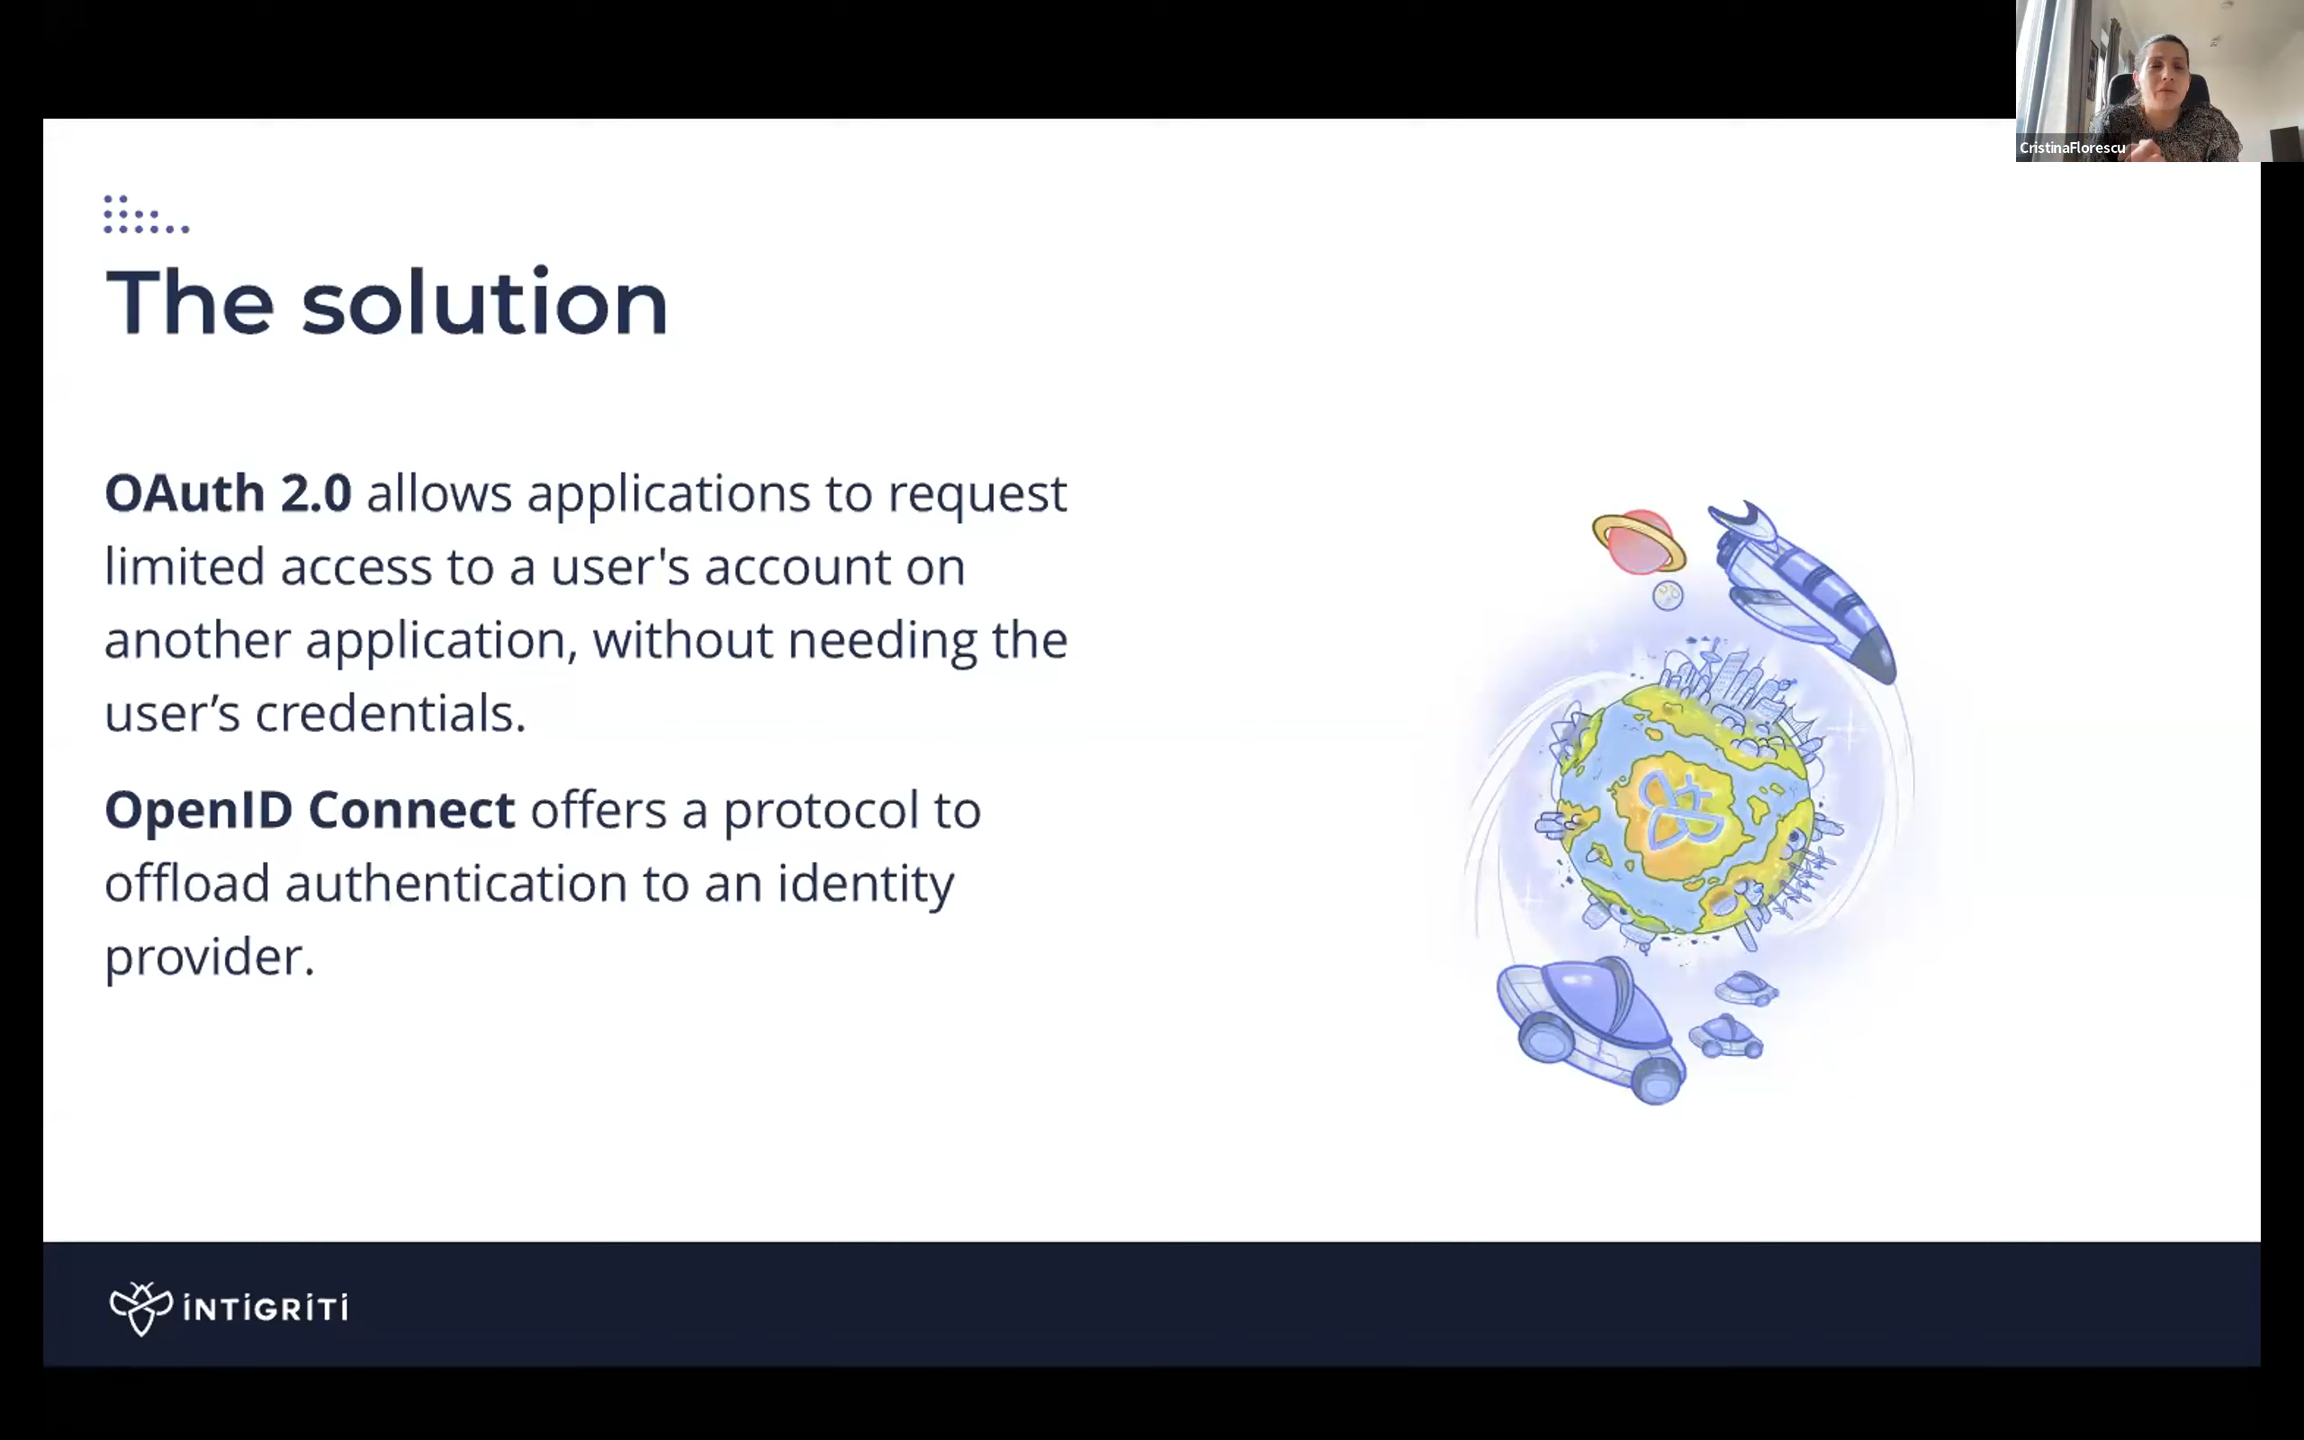 CristinaFlorescu
The solution
OAuth 2.0 allows applications to request
limited access to a user's account on
another application, without needing the
user’s credentials.
OpenID Connect offers a protocol to
offload authentication to an identity
provider.
INTIGRITI